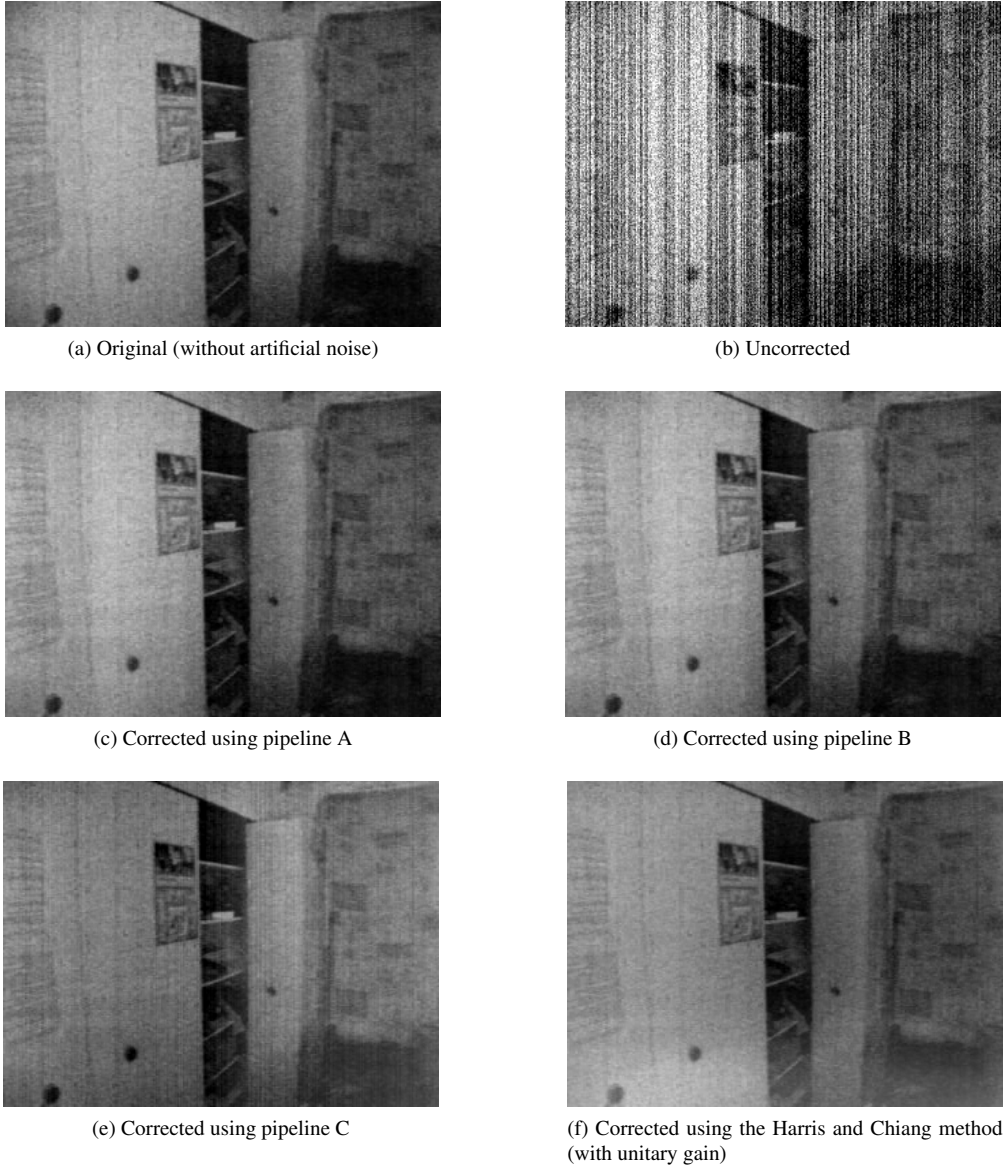 (a) Original (without artificial noise)
(b) Uncorrected
(c) Corrected using pipeline A
(d) Corrected using pipeline B
(e) Corrected using pipeline C
(f) Corrected using the Harris and Chiang method
(with unitary gain)